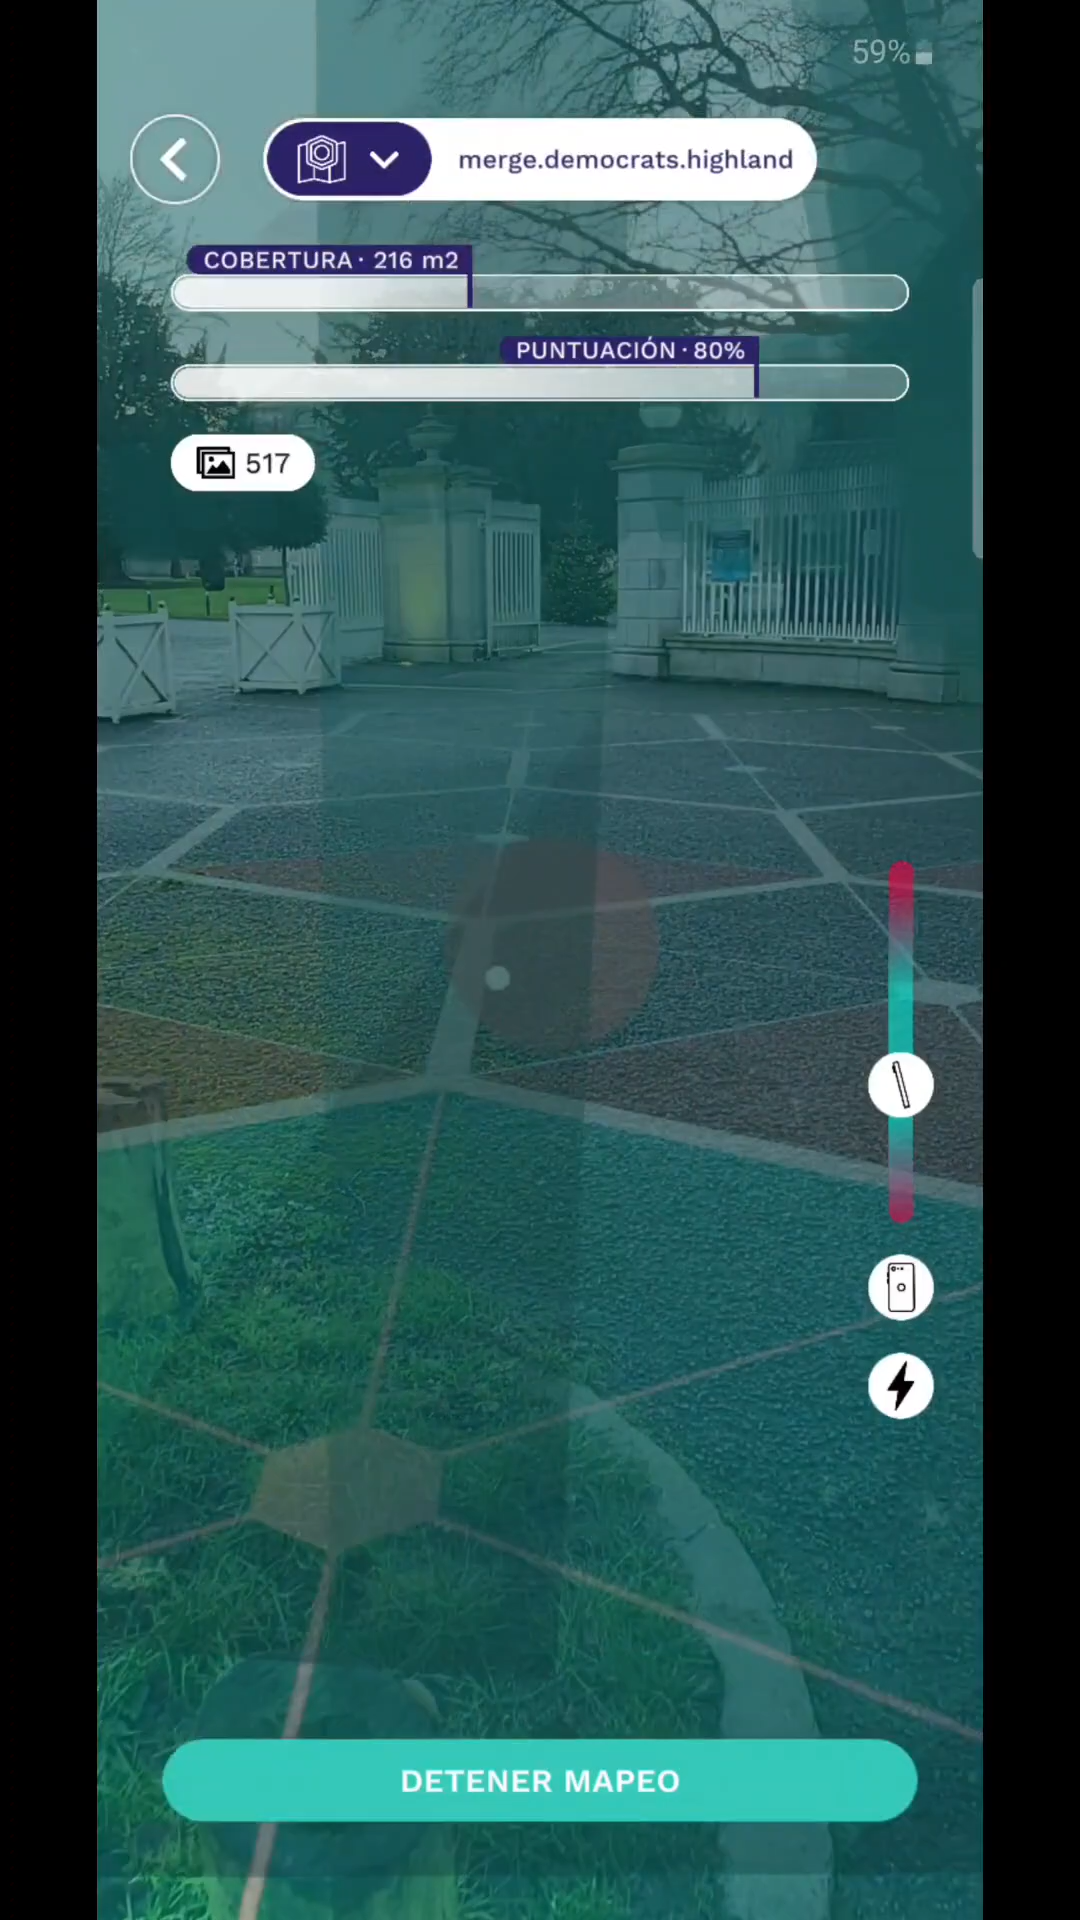 59%
merge.democrats.highland
COBERTURA · 216 m2
PUNTUACIÓN · 80%
517
DETENER MAPEO